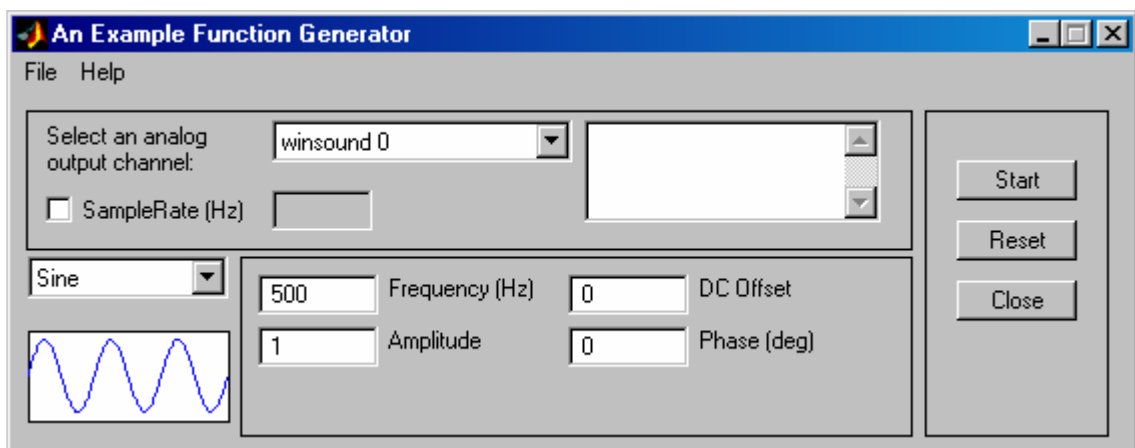 An Example Function Generator
File Help
Select an analog
output channel:
winsound 0
SampleRate (Hz)
Start
Reset
Close
Sine
500 Frequency (Hz) 0 DC Offset
1 Amplitude 0 Phase (deg)